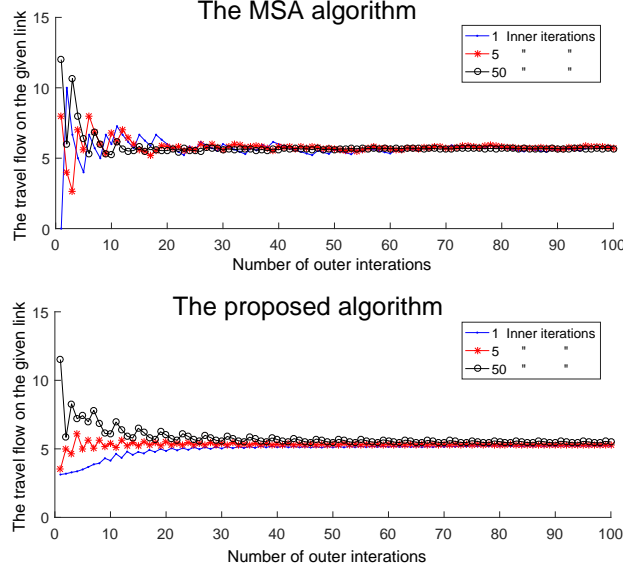 The MSA algorithm
The travel flow on the given link
15
10
5
0
1 Inner iterations
5 " "
50 " "
0 10 20 30 40 50 60 70 80 90 100
Number of outer interations
The proposed algorithm
The travel flow on the given link
15
10
5
0
1 Inner iterations
5 " "
50 " "
0 10 20 30 40 50 60 70 80 90 100
Number of outer interations